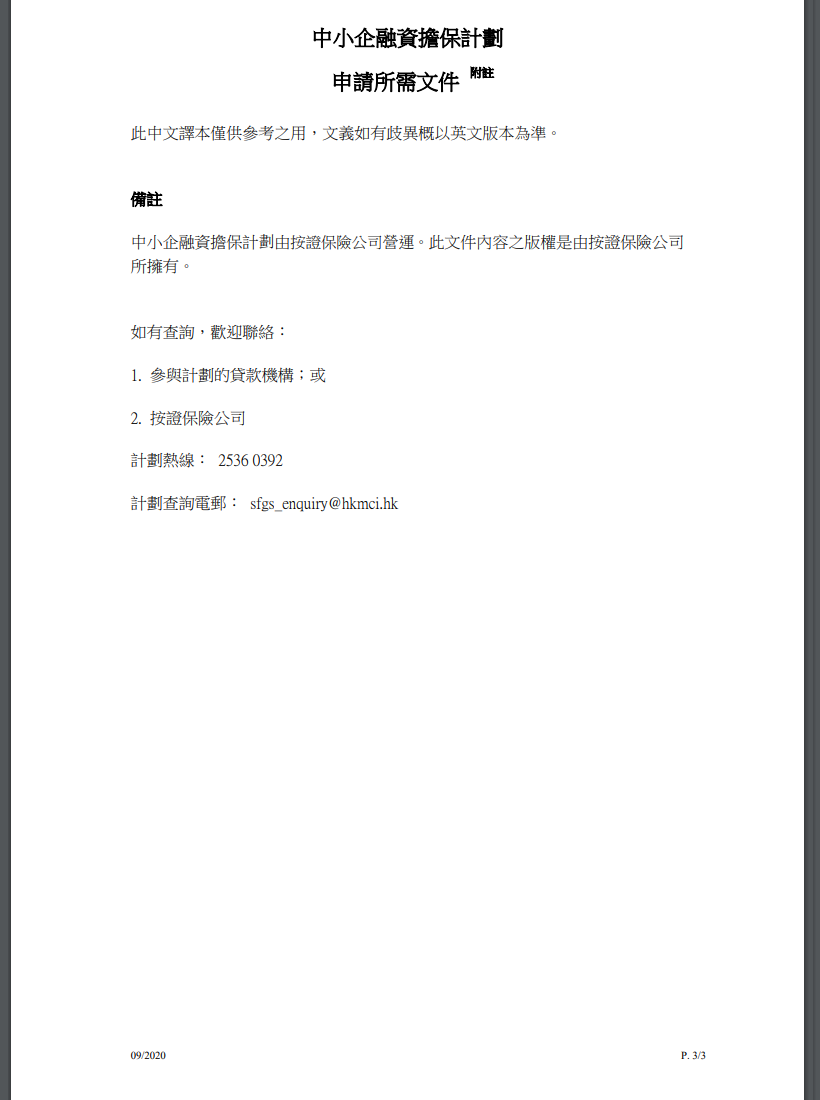 中小企融資擔保計劃
申請所需文件 附註
此中文譯本僅供參考之用，文義如有歧異概以英文版本為準。
備註
中小企融資擔保計劃由按證保險公司營運。此文件內容之版權是由按證保險公司
所擁有。
如有查詢，歡迎聯絡：
1. 參與計劃的貸款機構；或
2. 按證保險公司
計劃熱線： 2536 0392
計劃查詢電郵： sfgs_enquiry@hkmci.hk
09/2020 P. 3/3